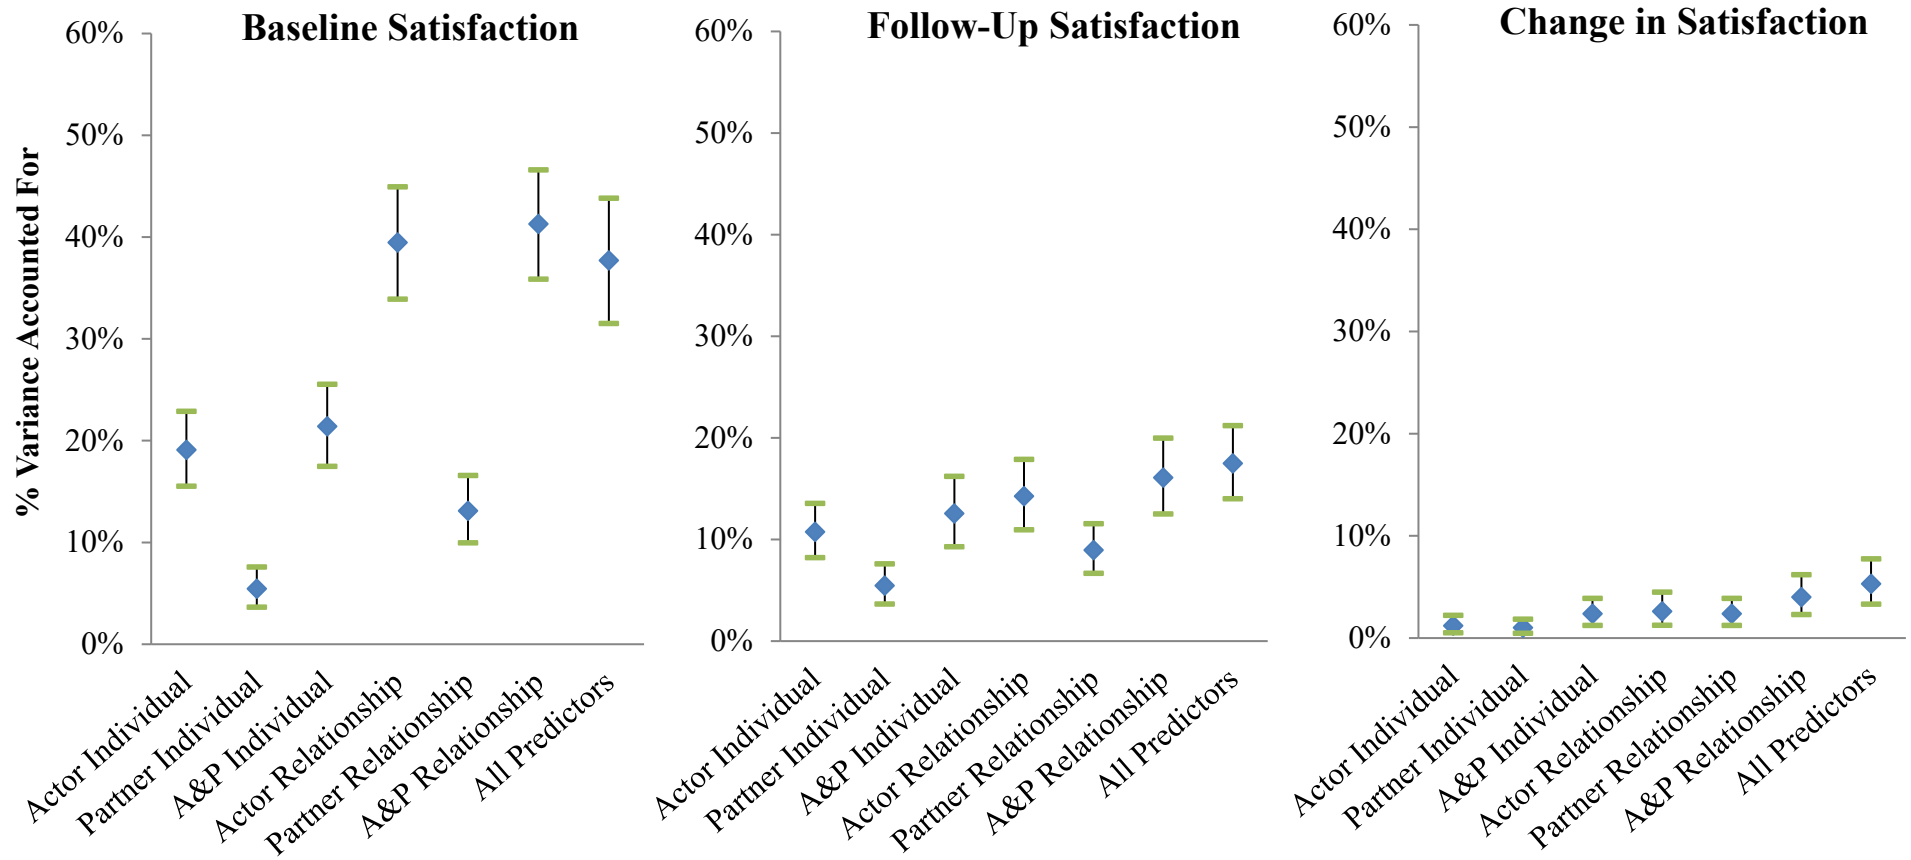 Baseline Satisfaction
% Variance Accounted For
60%
50%
40%
30%
20%
10%
0%
Actor Individual
Partner Individual
A&P Individual
Actor Relationship
Partner Relationship
A&P Relationship
All Predictors
Follow-Up Satisfaction
60%
50%
40%
30%
20%
10%
0%
Actor Individual
Partner Individual
A&P Individual
Actor Relationship
Partner Relationship
A&P Relationship
All Predictors
Change in Satisfaction
60%
50%
40%
30%
20%
10%
0%
Actor Individual
Partner Individual
A&P Individual
Actor Relationship
Partner Relationship
A&P Relationship
All Predictors